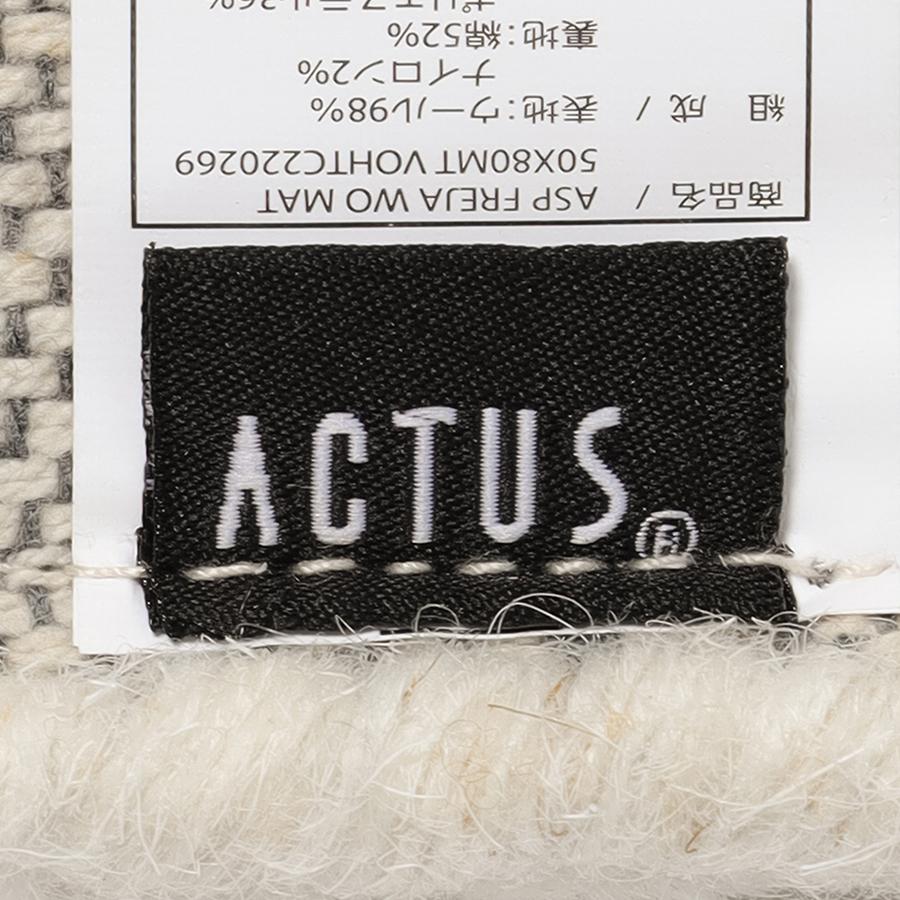 商品名 / ASP FREJA WO MAT
50X80MT VOHTC220269
組 成 / 表地:ウール98%
ナイロン2%
裏地:綿52%
ACTUS®